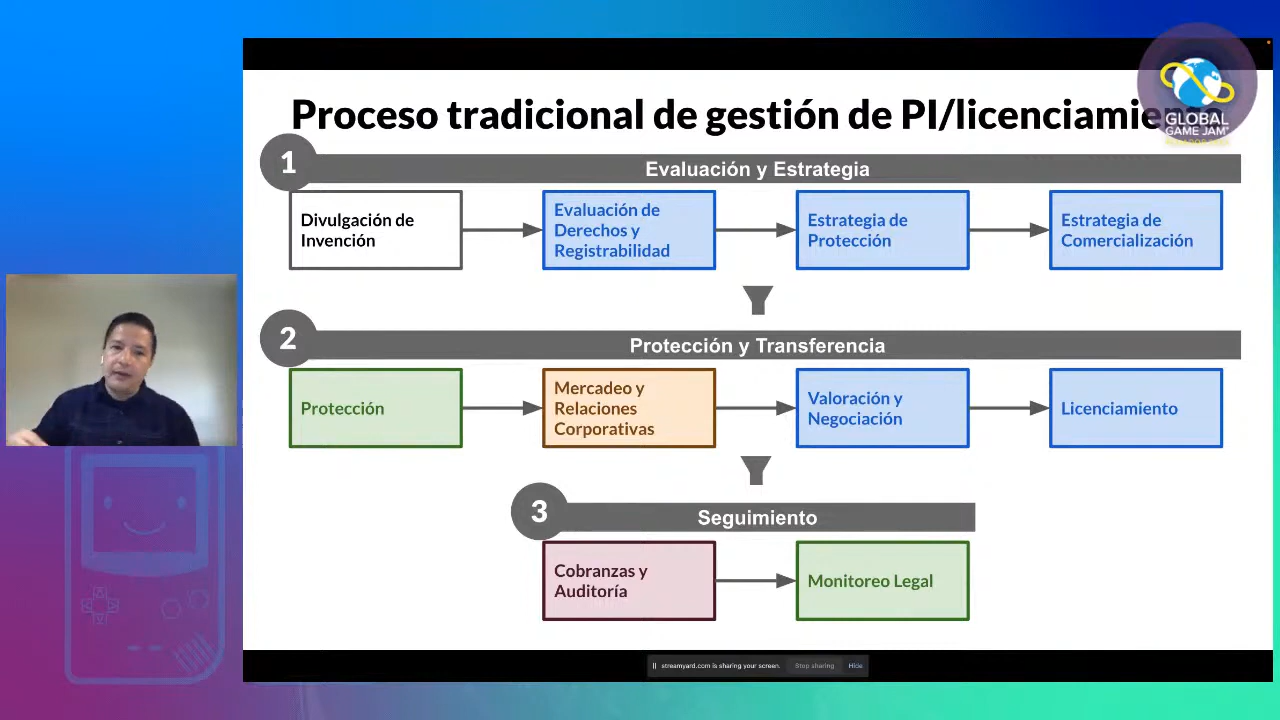 Proceso tradicional de gestión de PI/licenciamie
GLOBAL
GAME JAM
1
Evaluación y Estrategia
Divulgación de
Invención
Evaluación de
Derechos y
Registrabilidad
Estrategia de
Protección
Estrategia de
Comercialización
2
Protección y Transferencia
Protección
Mercadeo y
Relaciones
Corporativas
Valoración y
Negociación
Licenciamiento
3
Seguimiento
Cobranzas y
Auditoría
Monitoreo Legal
streamyard.com is sharing your screen.
Stop sharing
Hide